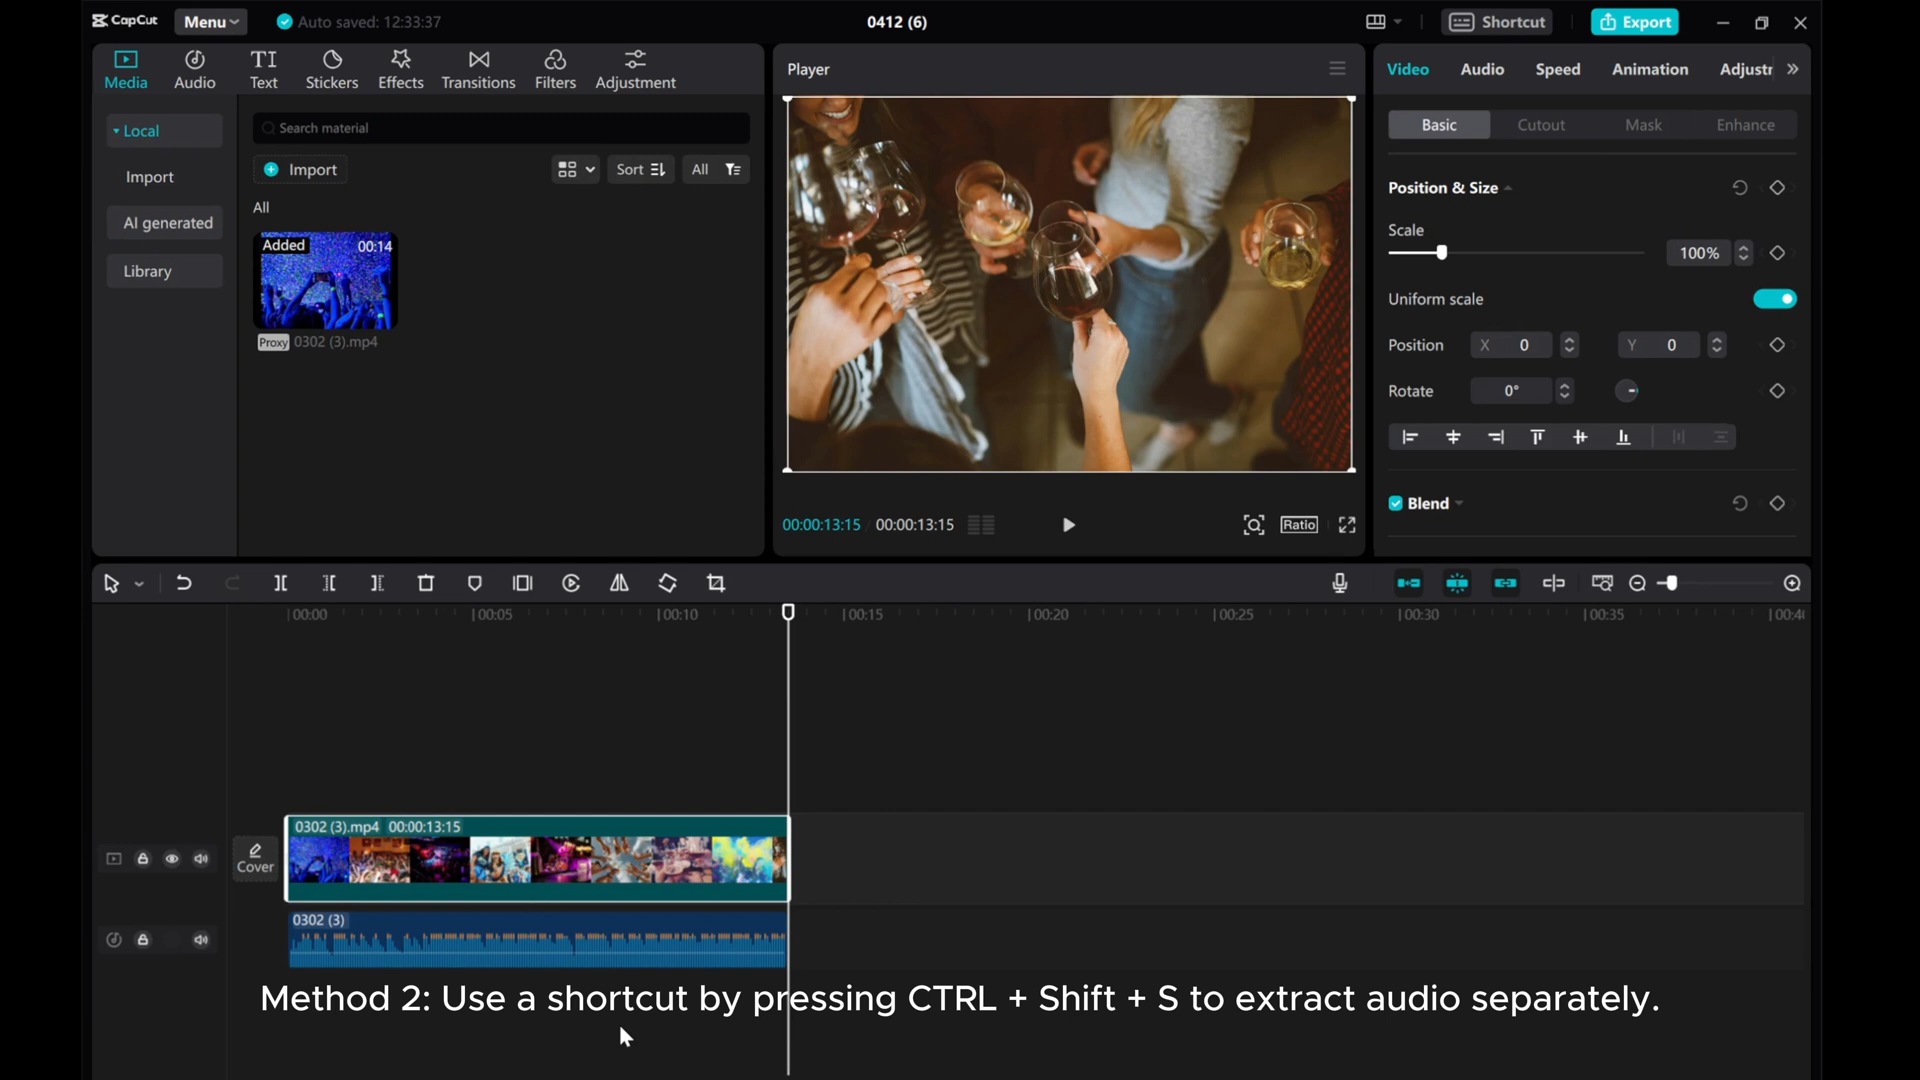 CapCut Menu Auto saved: 12:33:37 0412 (6) Shortcut Export
Media Audio Text Stickers Effects Transitions Filters Adjustment
TI
Player
Video Audio Speed Animation Adjustr
Local
Import
AI generated
Library
Search material
Import Sort All
All
Added 00:14
Proxy 0302 (3).mp4
Basic Cutout Mask Enhance
Position & Size
Scale
100%
Uniform scale
Position X 0 Y 0
Rotate 0°
Blend
00:00:13:15 00:00:13:15 Ratio
00:00 00:05 00:10 00:15 00:20 00:25 00:30 00:35 00:4
Cover
0302 (3).mp4 00:00:13:15
0302 (3)
Method 2: Use a shortcut by pressing CTRL + Shift + S to extract audio separately.